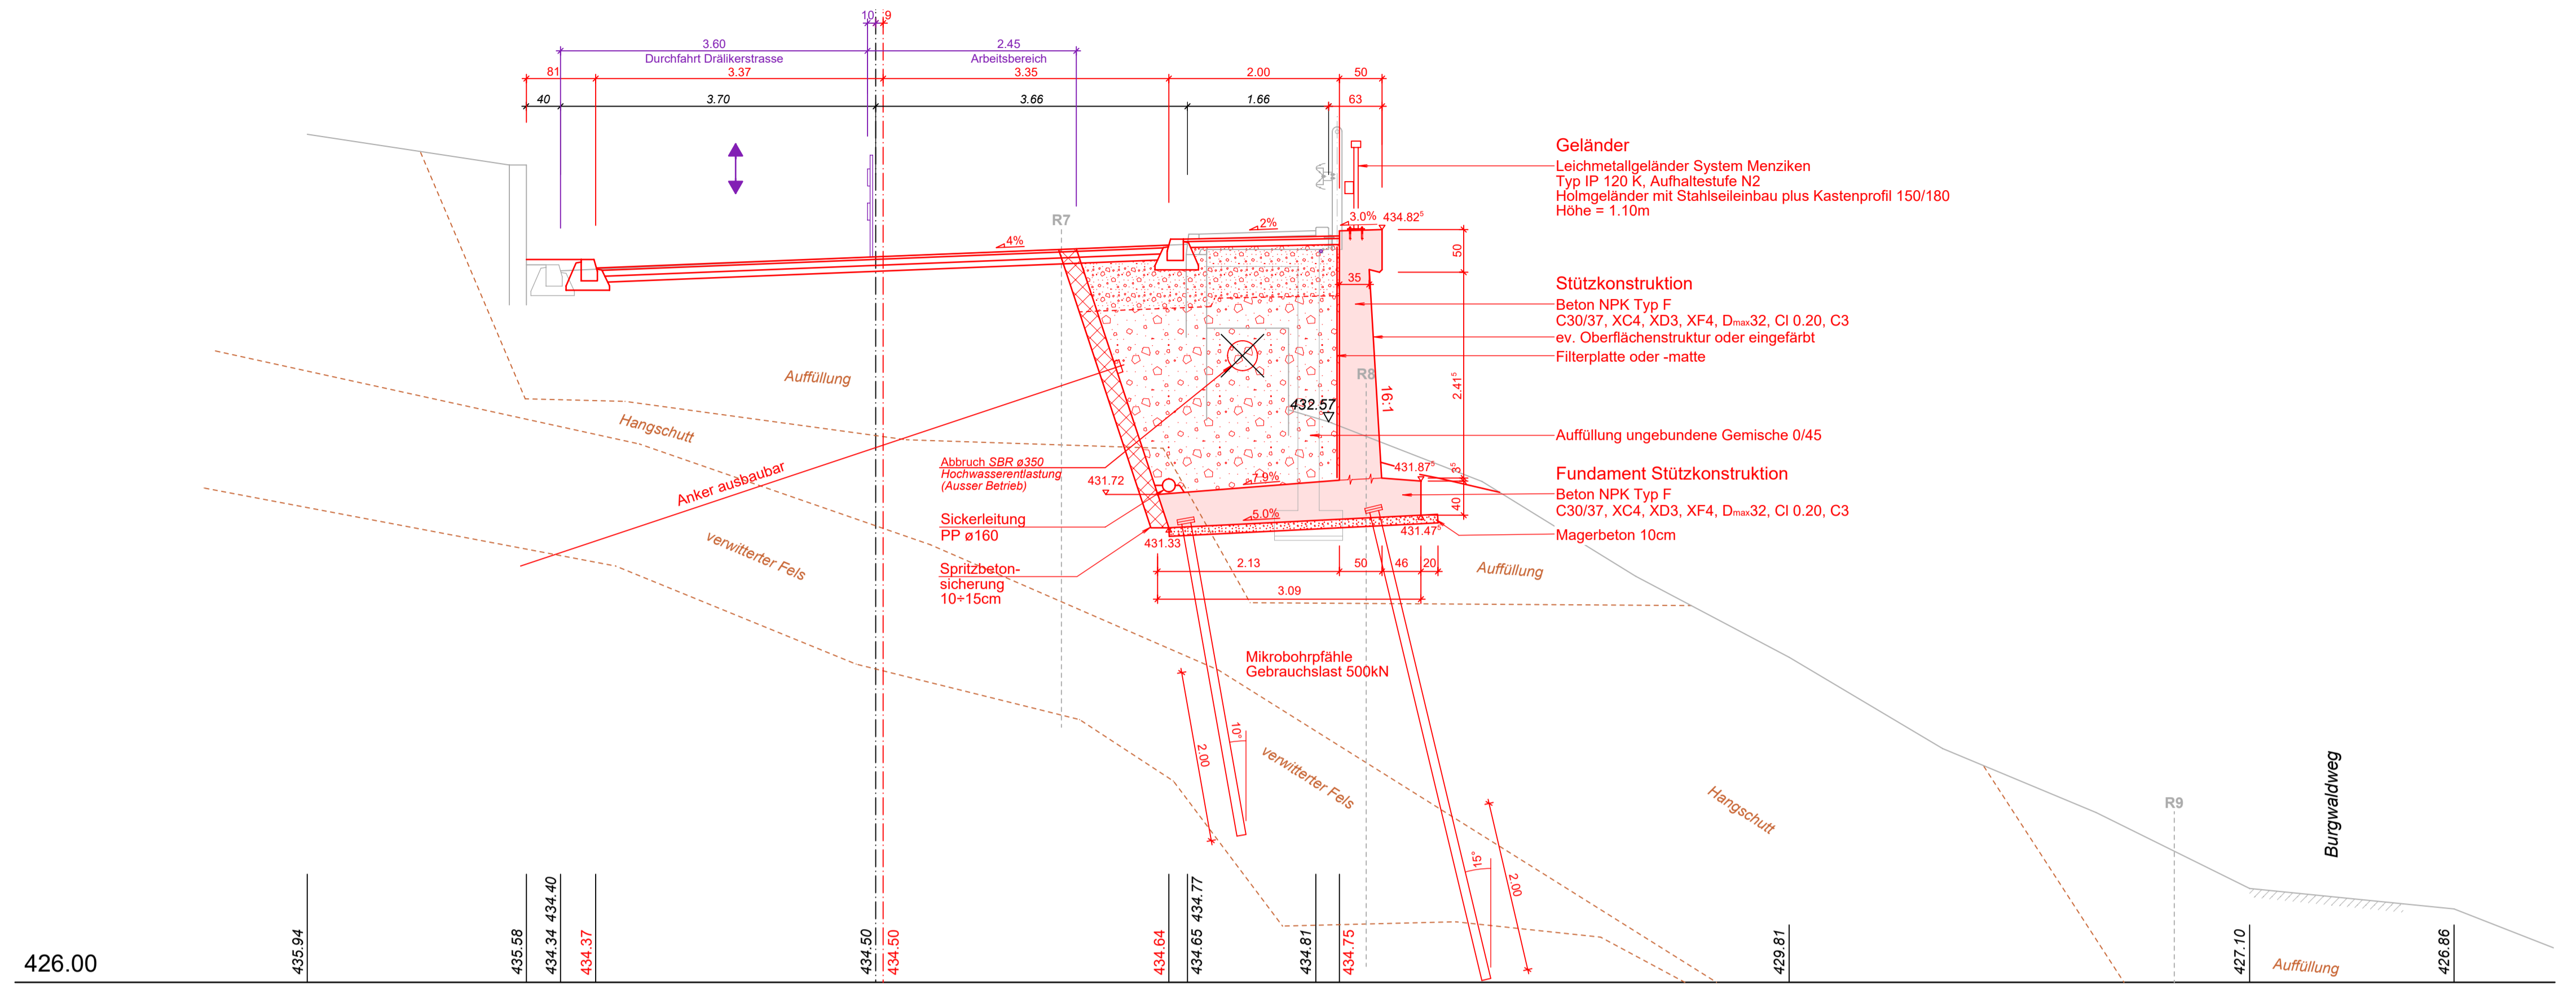 10 9
3.60 2.45
Durchfahrt Drälikerstrasse Arbeitsbereich
81 3.37 3.35 2.00 50
40 3.70 3.66 1.66 63
Geländer
Leichmetallgeländer System Menziken
Typ IP 120 K, Aufhaltestufe N2
Holmgeländer mit Stahlseileinbau plus Kastenprofil 150/180
Höhe = 1.10m
R7
4%
2%
3.0% 434.82⁵
50
35
Stützkonstruktion
Beton NPK Typ F
C30/37, XC4, XD3, XF4, Dmax32, Cl 0.20, C3
ev. Oberflächenstruktur oder eingefärbt
Filterplatte oder -matte
R8
16:1
2.41⁵
432.57
Auffüllung
Hangschutt
verwitterter Fels
Anker ausbaubar
Auffüllung ungebundene Gemische 0/45
Abbruch SBR ø350
Hochwasserentlastung
(Ausser Betrieb)
431.72
7.9%
431.87⁵
3⁵
40
Fundament Stützkonstruktion
Beton NPK Typ F
C30/37, XC4, XD3, XF4, Dmax32, Cl 0.20, C3
Magerbeton 10cm
Sickerleitung
PP ø160
5.0%
431.33
431.47⁵
Spritzbeton-
sicherung
10÷15cm
2.13 50 46 20
3.09
Auffüllung
Mikrobohrpfähle
Gebrauchslast 500kN
10°
2.00
verwitterter Fels
Hangschutt
15°
2.00
R9
Burgwaldweg
Auffüllung
426.00
435.94
435.58
434.34 434.40
434.37
434.50
434.50
434.64
434.65 434.77
434.81
434.75
429.81
427.10
426.86